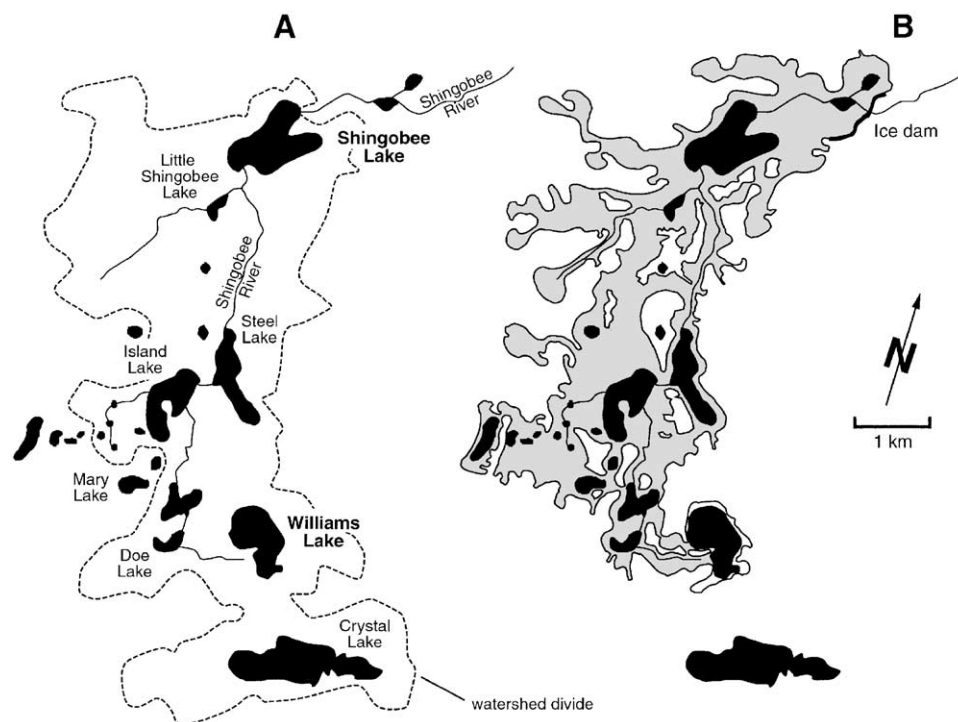 A
B
Shingobee
River
Ice dam
Shingobee
Lake
Little
Shingobee
Lake
Shingobee
River
Steel
Lake
Island
Lake
N
1 km
Mary
Lake
Williams
Lake
Doe
Lake
Crystal
Lake
watershed divide